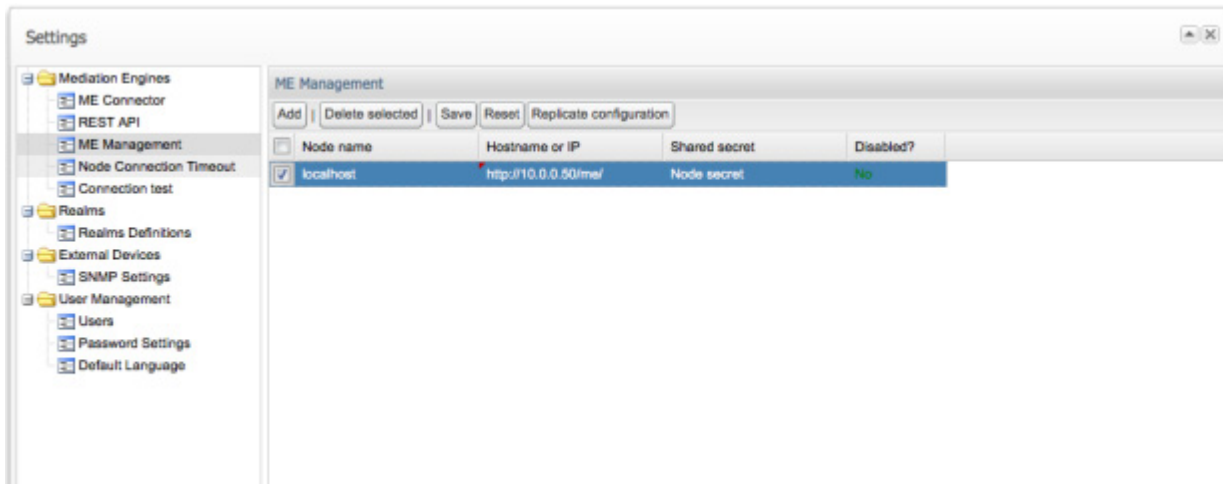 Settings
Mediation Engines
ME Connector
REST API
ME Management
Node Connection Timeout
Connection test
Realms
Realms Definitions
External Devices
SNMP Settings
User Management
Users
Password Settings
Default Language
ME Management
Add | Delete selected | Save Reset Replicate configuration
Node name Hostname or IP Shared secret Disabled?
localhost http://10.0.0.50/me/ Node secret No